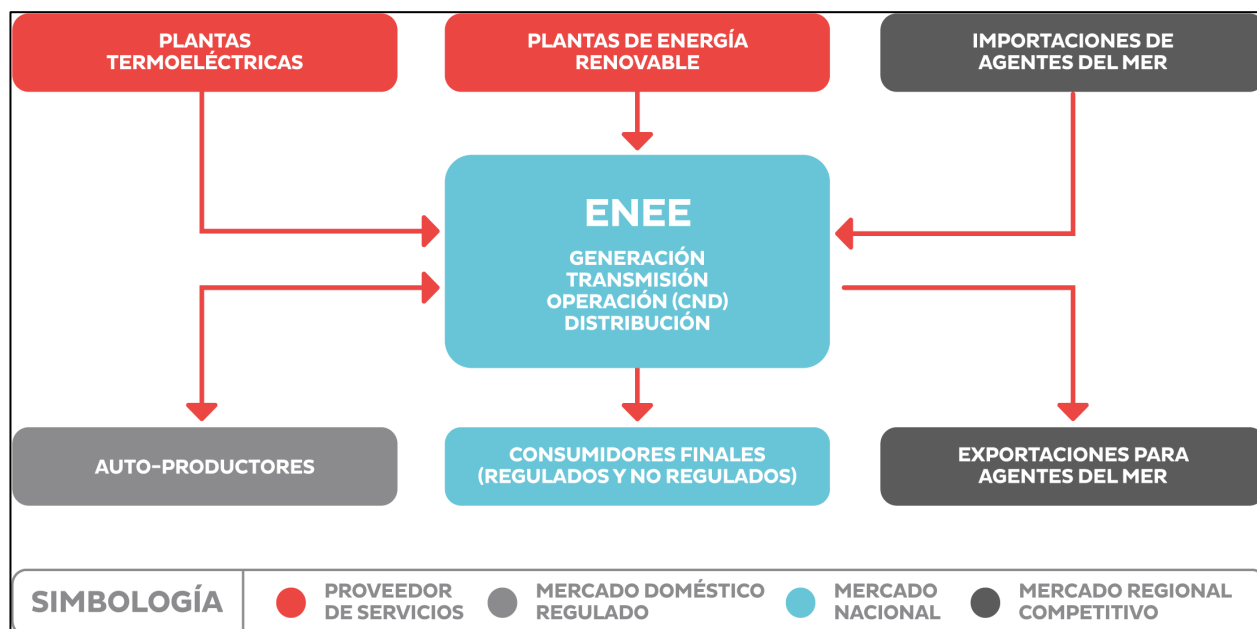 PLANTAS
TERMOELÉCTRICAS
PLANTAS DE ENERGÍA
RENOVABLE
IMPORTACIONES DE
AGENTES DEL MER
ENEE
GENERACIÓN
TRANSMISIÓN
OPERACIÓN (CND)
DISTRIBUCIÓN
AUTO-PRODUCTORES
CONSUMIDORES FINALES
(REGULADOS Y NO REGULADOS)
EXPORTACIONES PARA
AGENTES DEL MER
SIMBOLOGÍA
PROVEEDOR
DE SERVICIOS
MERCADO DOMÉSTICO
REGULADO
MERCADO
NACIONAL
MERCADO REGIONAL
COMPETITIVO